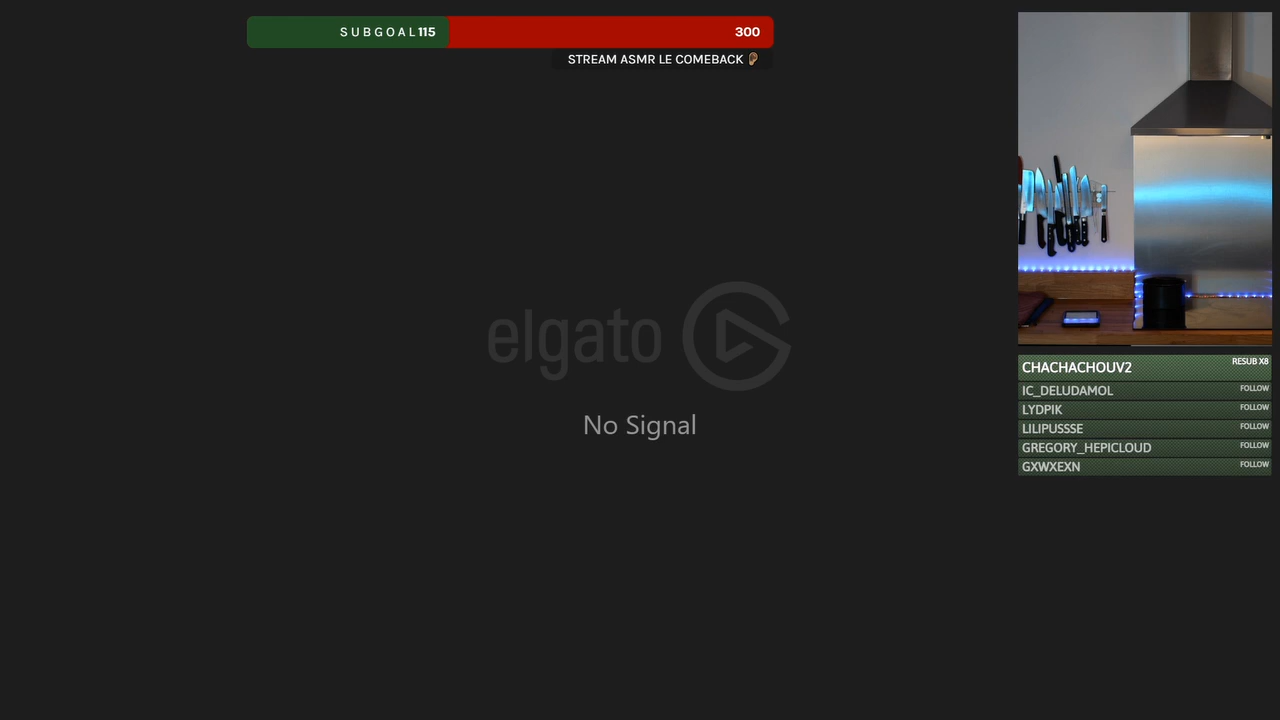 SUBGOAL 115 300
STREAM ASMR LE COMEBACK
elgato
No Signal
CHACHACHOUV2 RESUB X8
IC_DELUDAMOL FOLLOW
LYDPIK FOLLOW
LILIPUSSSE FOLLOW
GREGORY_HEPICLOUD FOLLOW
GXWXEXN FOLLOW